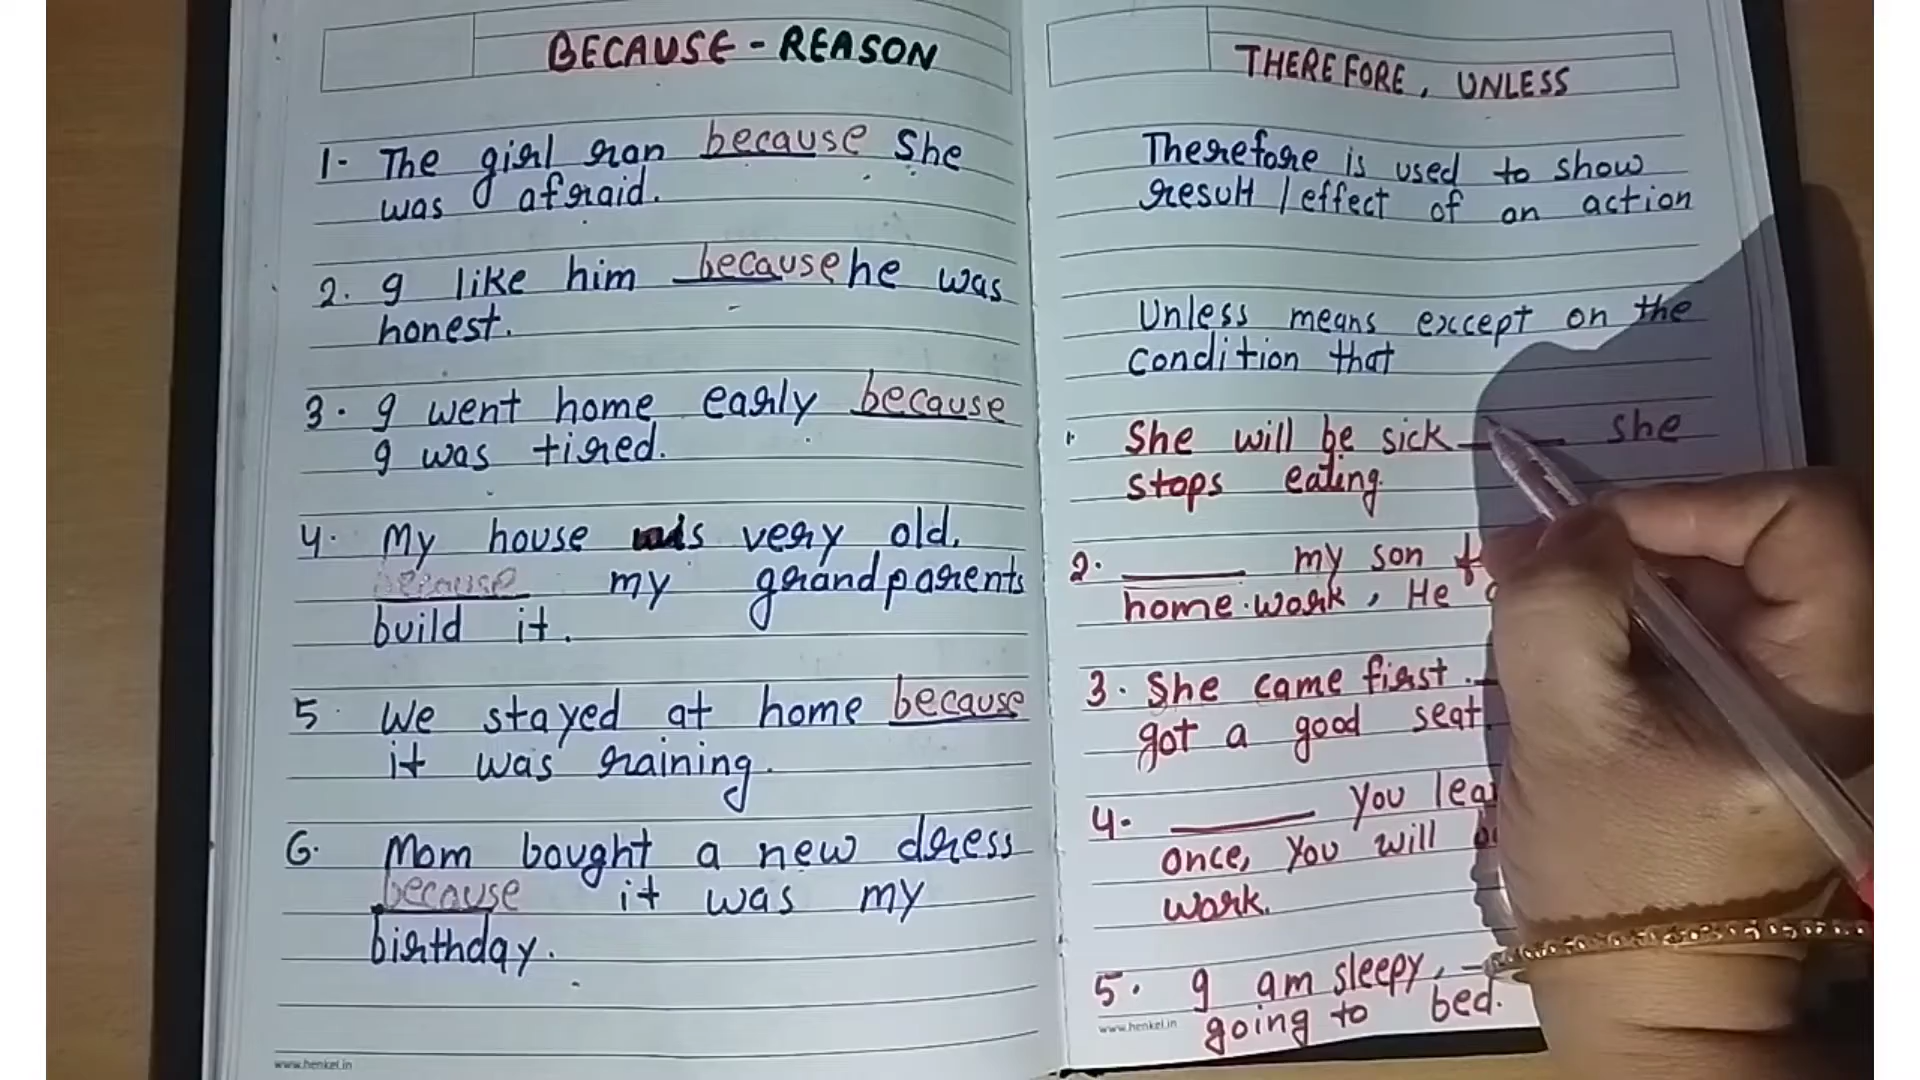 BECAUSE - REASON
1- The girl ran because she
was afraid.
2. I like him because he was
honest.
3. I went home early because
I was tired.
4. My house is very old.
because my grandparents
build it.
5 We stayed at home because
it was raining.
6. Mom bought a new dress
because it was my
birthday.
www.henkel.in
THEREFORE, UNLESS
Therefore is used to show
result / effect of an action
Unless means except on the
condition that
1. She will be sick ____ she
stops eating.
2. ____ my son
home.work, He
3. She came first.
got a good seat
4. ____ you
once, you will
work.
5. I am sleepy,
going to bed.
www.henkel.in